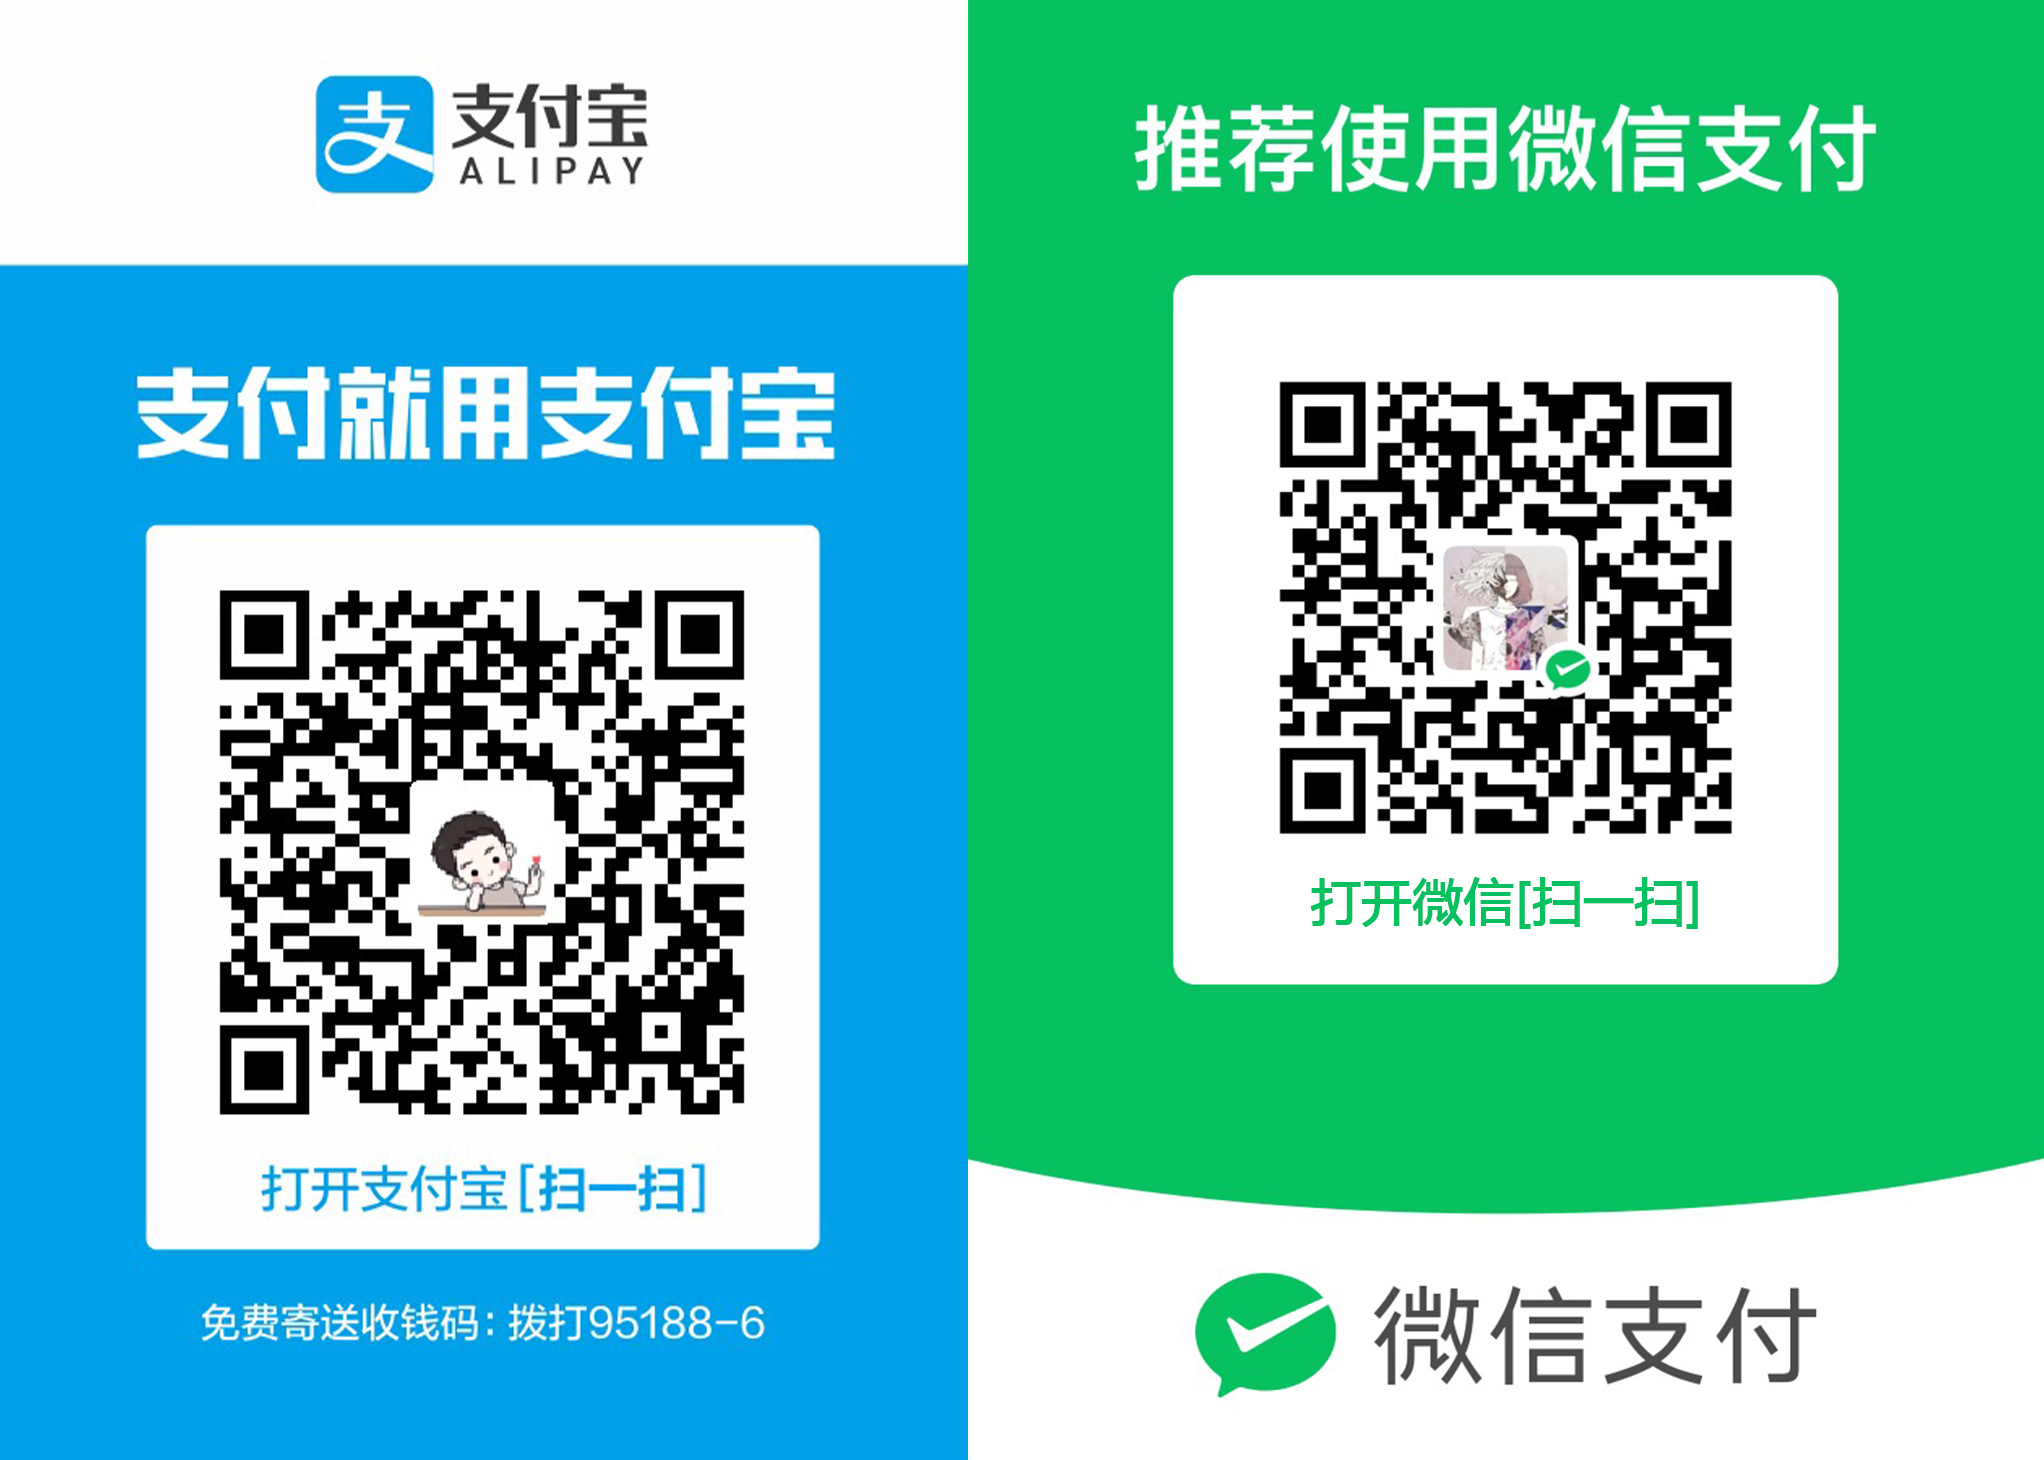 支付宝
ALIPAY
支付就用支付宝
打开支付宝[扫一扫]
免费寄送收钱码：拨打95188-6
推荐使用微信支付
打开微信[扫一扫]
微信支付